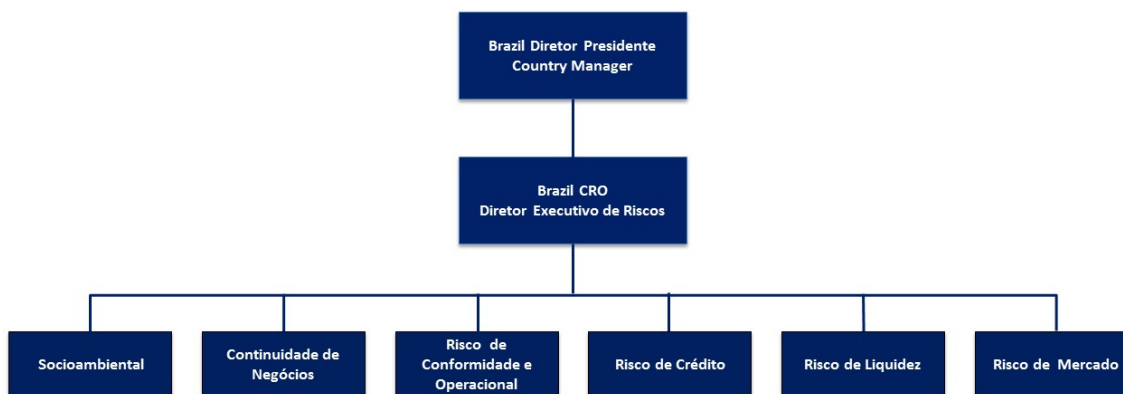 Brazil Diretor Presidente
Country Manager
Brazil CRO
Diretor Executivo de Riscos
Socioambiental
Continuidade de
Negócios
Risco de
Conformidade e
Operacional
Risco de Crédito
Risco de Liquidez
Risco de Mercado